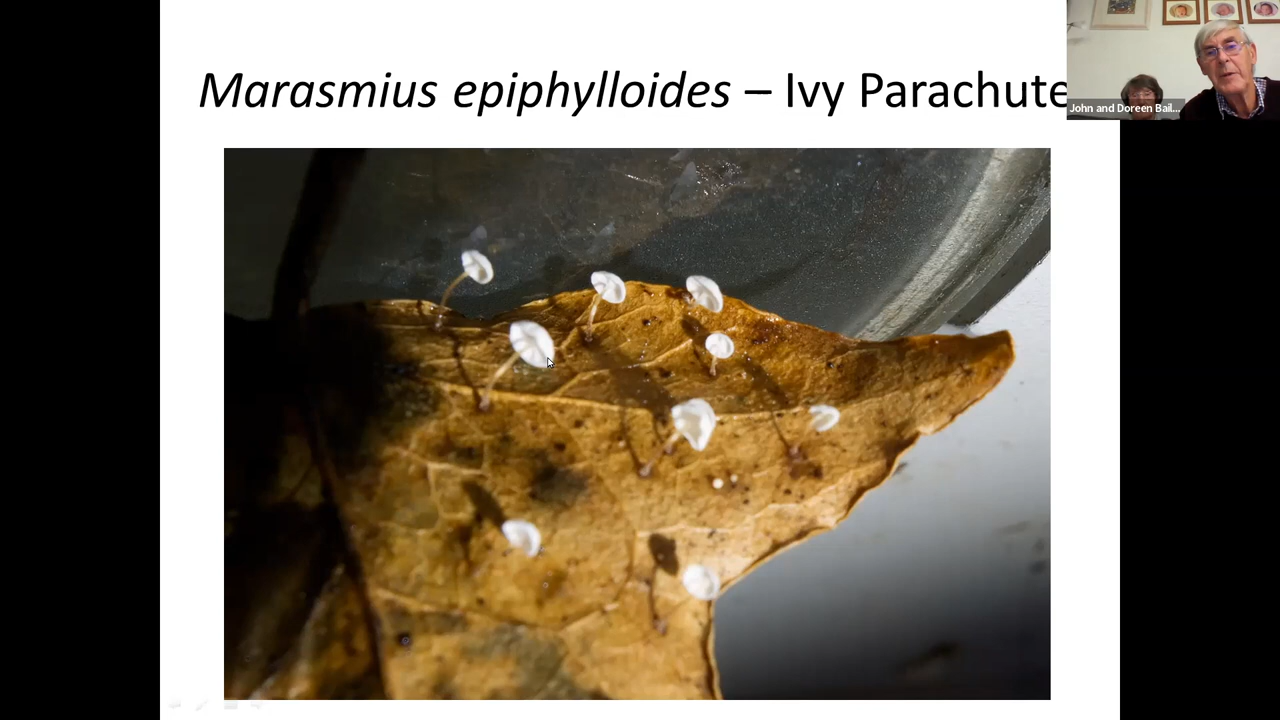 Marasmius epiphylloides – Ivy Parachute
John and Doreen Bail...